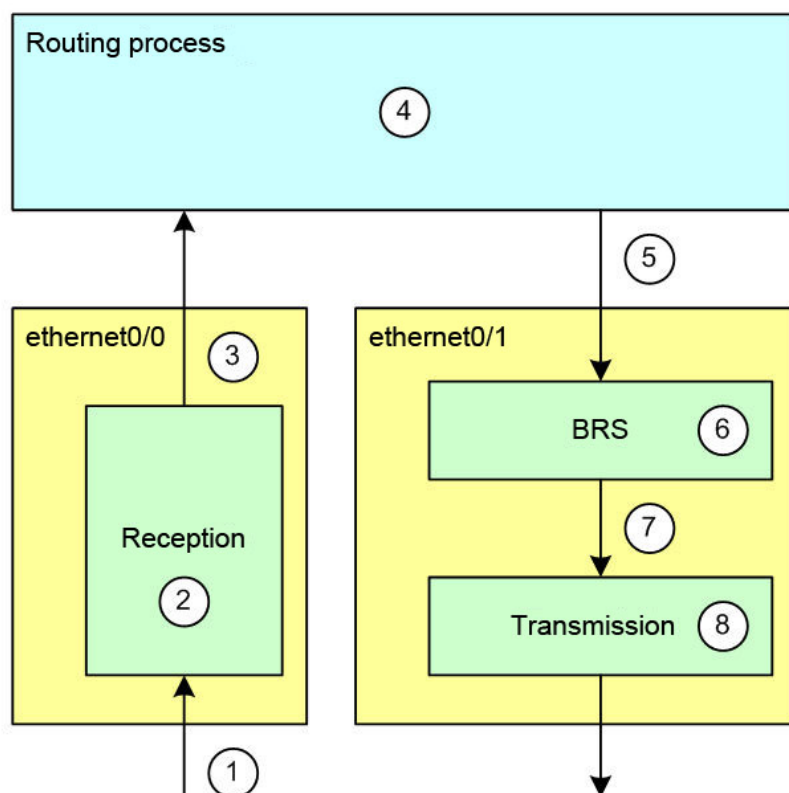 Routing process
4
5
ethernet0/0
ethernet0/1
3
BRS
6
7
Reception
2
Transmission
8
1